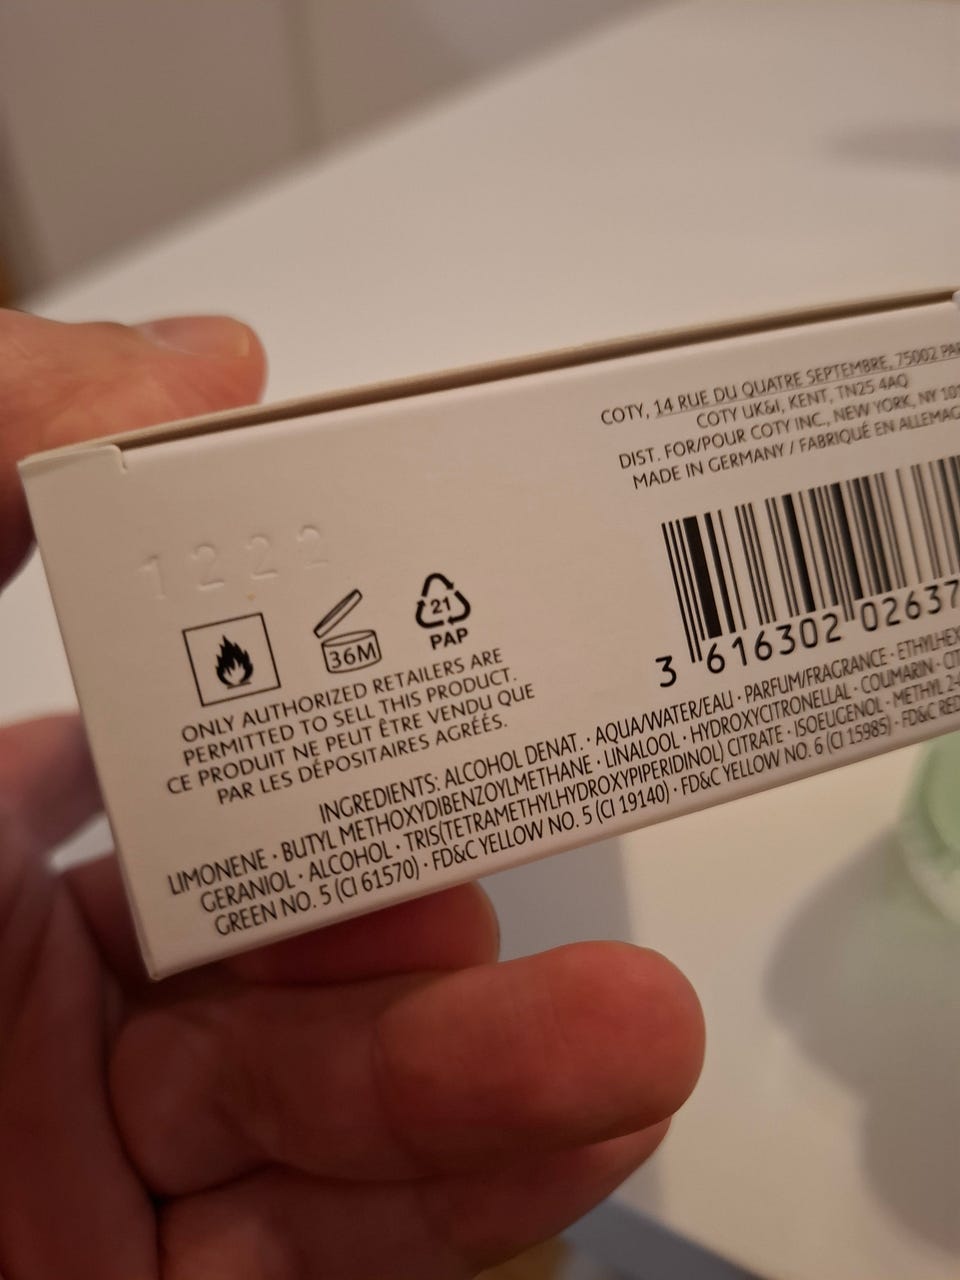 COTY, 14 RUE DU QUATRE SEPTEMBRE, 75002
COTY UK&I, KENT, TN25 4AQ
DIST. FOR/POUR COTY INC., NEW YORK, NY
MADE IN GERMANY / FABRIQUÉ EN
1222
36M
21
PAP
3 616302 02637
ONLY AUTHORIZED RETAILERS ARE
PERMITTED TO SELL THIS PRODUCT.
CE PRODUIT NE PEUT ÊTRE VENDU QUE
PAR LES DÉPOSITAIRES AGRÉÉS.
INGREDIENTS: ALCOHOL DENAT. · AQUA/WATER/EAU · PARFUM/FRAGRANCE ·
LIMONENE · BUTYL METHOXYDIBENZOYLMETHANE · LINALOOL · HYDROXYCITRONELLAL · COUMARIN ·
GERANIOL · ALCOHOL · TRIS(TETRAMETHYLHYDROXYPIPERIDINOL) CITRATE · ISOEUGENOL · METHYL
GREEN NO. 5 (CI 61570) · FD&C YELLOW NO. 5 (CI 19140) · FD&C YELLOW NO. 6 (CI 15985) · FD&C RED